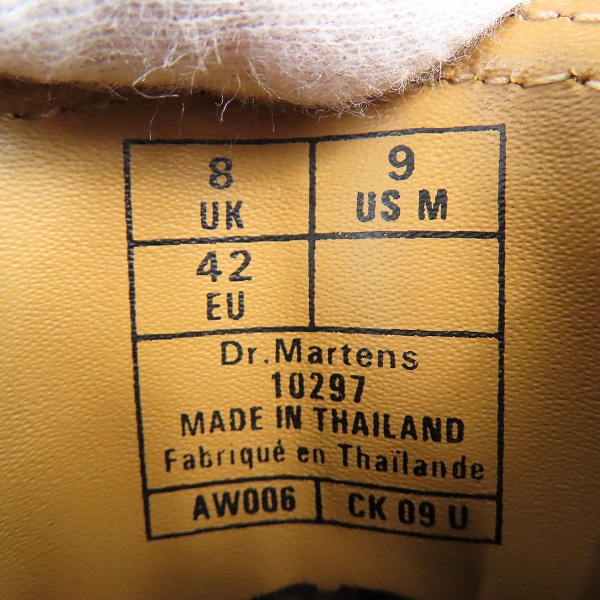 8
UK
9
US M
42
EU
Dr.Martens
10297
MADE IN THAILAND
Fabriqué en Thaïlande
AW006
CK 09 U